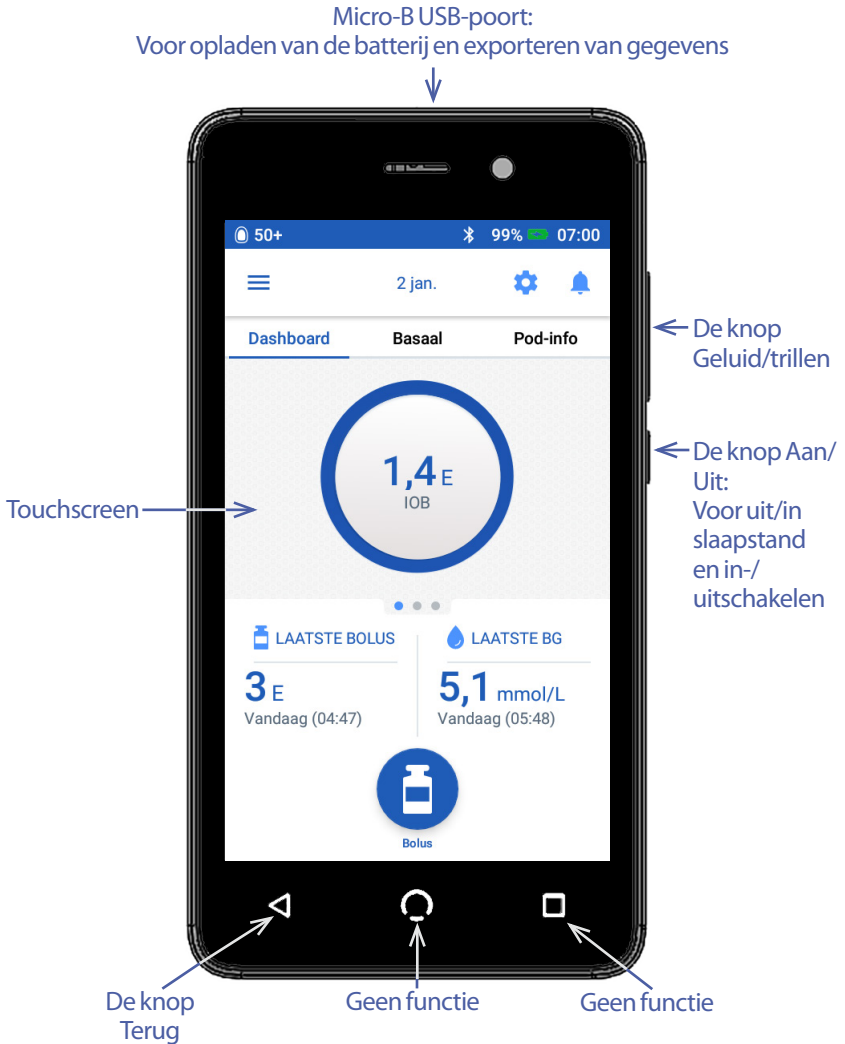 Micro-B USB-poort:
Voor opladen van de batterij en exporteren van gegevens
50+
99%
07:00
2 jan.
Dashboard
Basaal
Pod-info
De knop
Geluid/trillen
1,4 E
IOB
De knop Aan/
Uit:
Voor uit/in
slaapstand
en in-/
uitschakelen
Touchscreen
LAATSTE BOLUS
3 E
Vandaag (04:47)
LAATSTE BG
5,1 mmol/L
Vandaag (05:48)
Bolus
De knop
Terug
Geen functie
Geen functie